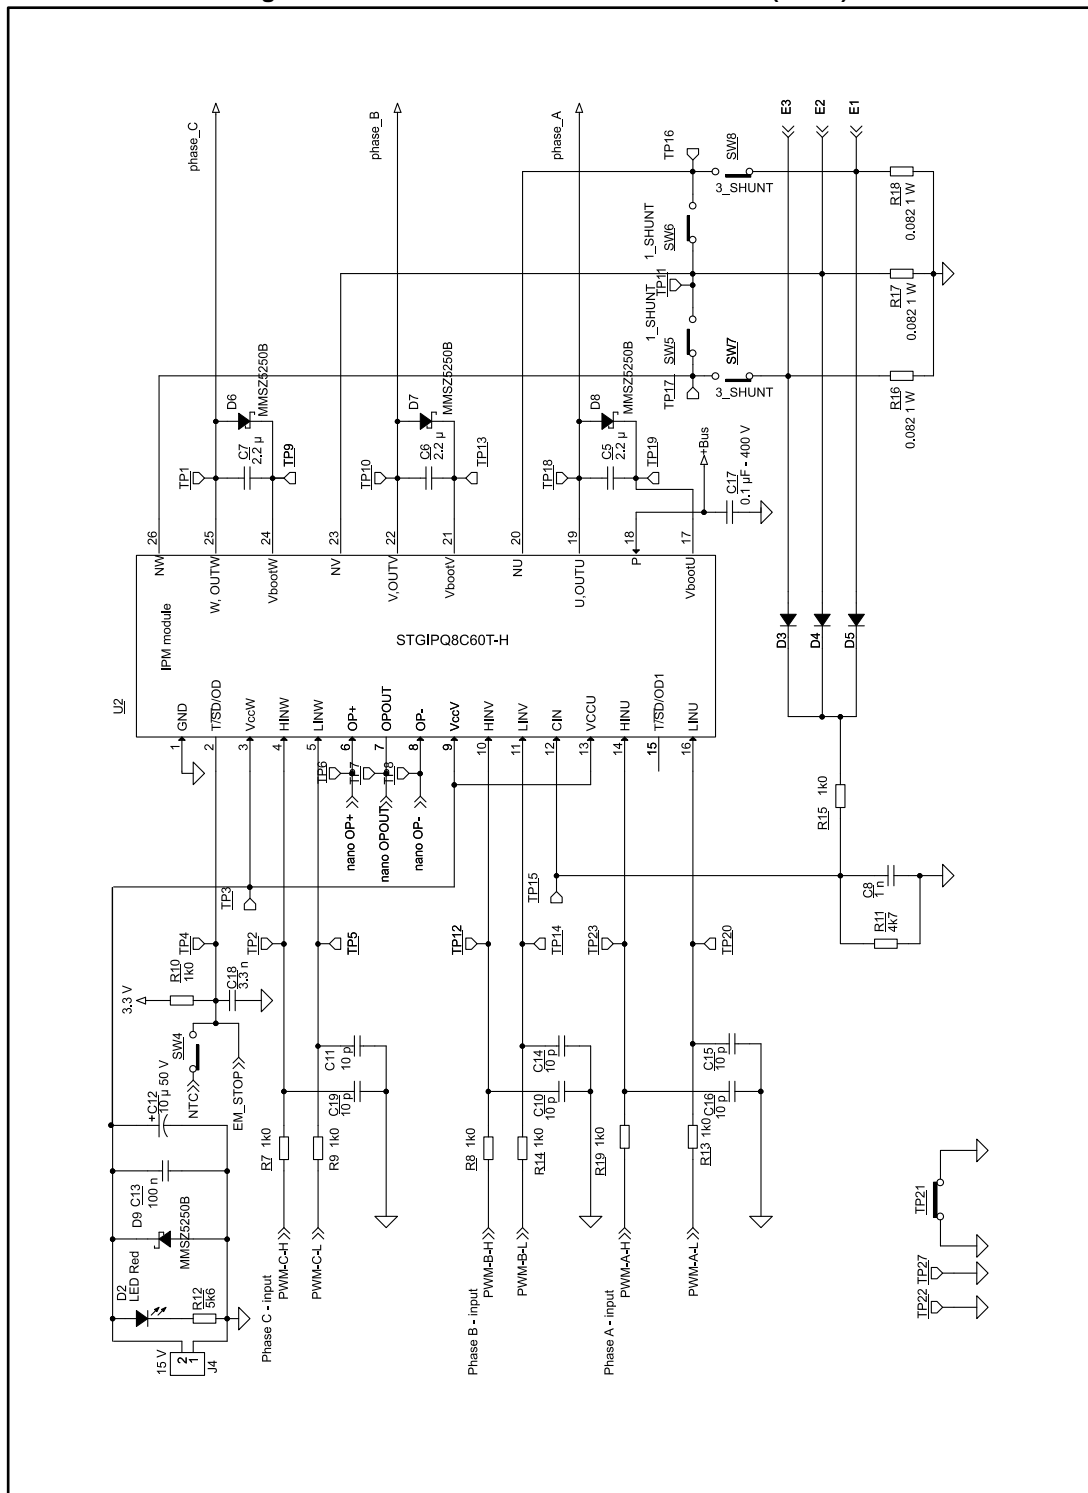 phase_C
phase_B
phase_A
TP16
SW8
3_SHUNT
E3
E2
E1
1_SHUNT
SW6
TP11
1_SHUNT
SW5
SW7
TP17
3_SHUNT
R18
0.082 1 W
R17
0.082 1 W
R16
0.082 1 W
D6
MMSZ5250B
C7
2.2 µ
TP1
TP9
D7
MMSZ5250B
C6
2.2 µ
TP10
TP13
D8
MMSZ5250B
C5
2.2 µ
TP18
TP19
+Bus
C17
0.1 µF - 400 V
26
25
24
23
22
21
20
19
18
17
NW
W, OUTW
VbootW
NV
V,OUTV
VbootV
NU
U,OUTU
P
VbootU
IPM module
STGIPQ8C60T-H
U2
GND
T/SD/OD
VccW
HINW
LINW
OP+
OPOUT
OP-
VccV
HINV
LINV
CIN
VCCU
HINU
T/SD/OD1
LINU
1
2
3
4
5
6
7
8
9
10
11
12
13
14
15
16
D3
D4
D5
TP6
TP7
TP8
nano OP+
nano OPOUT
nano OP-
R15 1k0
C8
1 n
R11
4k7
TP3
TP15
TP4
TP2
TP5
TP12
TP14
TP23
TP20
R10
1k0
3.3 V
C18
3.3 n
SW4
NTC
EM_STOP
+C12
10 µ 50 V
C13
100 n
D9
MMSZ5250B
D2
LED Red
R12
5k6
15 V
2
1
J4
C11
10 p
C19
10 p
R7 1k0
R9 1k0
Phase C - input
PWM-C-H
PWM-C-L
C14
10 p
C10
10 p
R8 1k0
R14 1k0
Phase B - input
PWM-B-H
PWM-B-L
C15
10 p
C16
10 p
R19 1k0
R13 1k0
Phase A - input
PWM-A-H
PWM-A-L
TP21
TP27
TP22